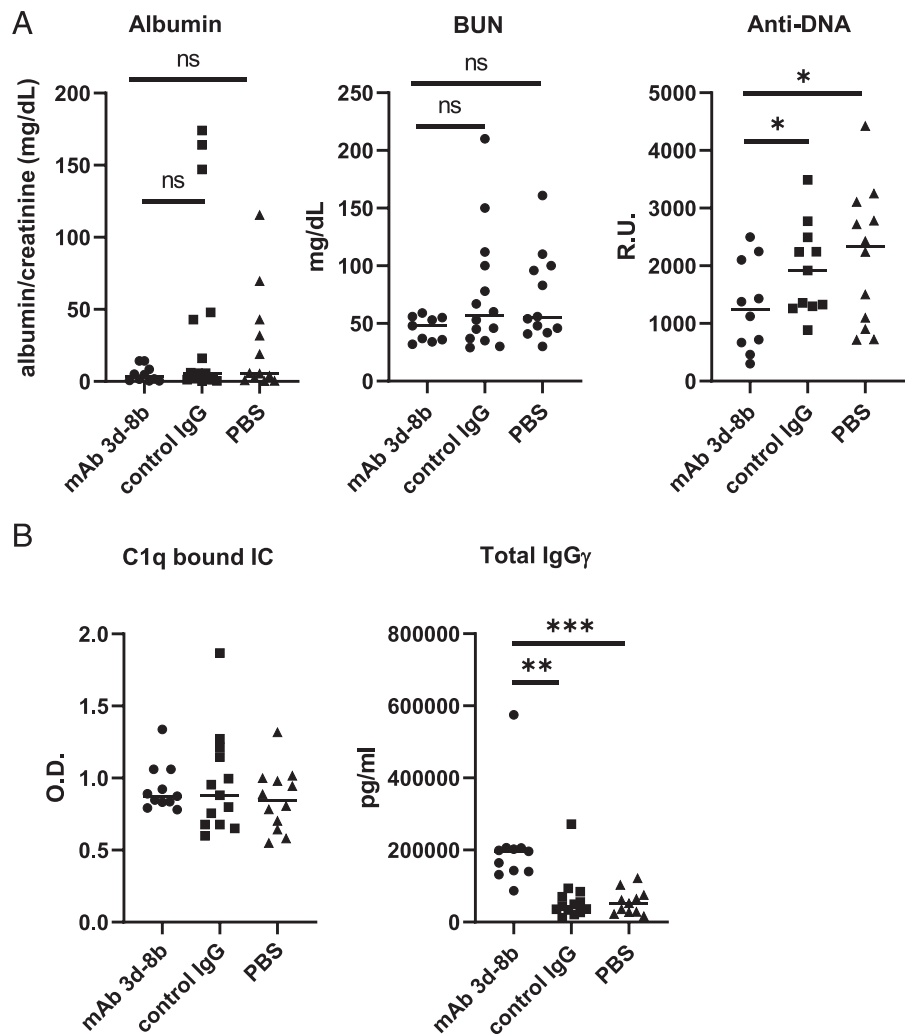 A
Albumin
BUN
Anti-DNA
albumin/creatinine (mg/dL)
200
150
100
50
0
ns
ns
mAb 3d-8b
control IgG
PBS
mg/dL
250
200
150
100
50
0
ns
ns
mAb 3d-8b
control IgG
PBS
R.U.
5000
4000
3000
2000
1000
0
*
*
mAb 3d-8b
control IgG
PBS
B
C1q bound IC
Total IgGγ
O.D.
2.0
1.5
1.0
0.5
0.0
mAb 3d-8b
control IgG
PBS
pg/ml
800000
600000
400000
200000
0
***
**
mAb 3d-8b
control IgG
PBS